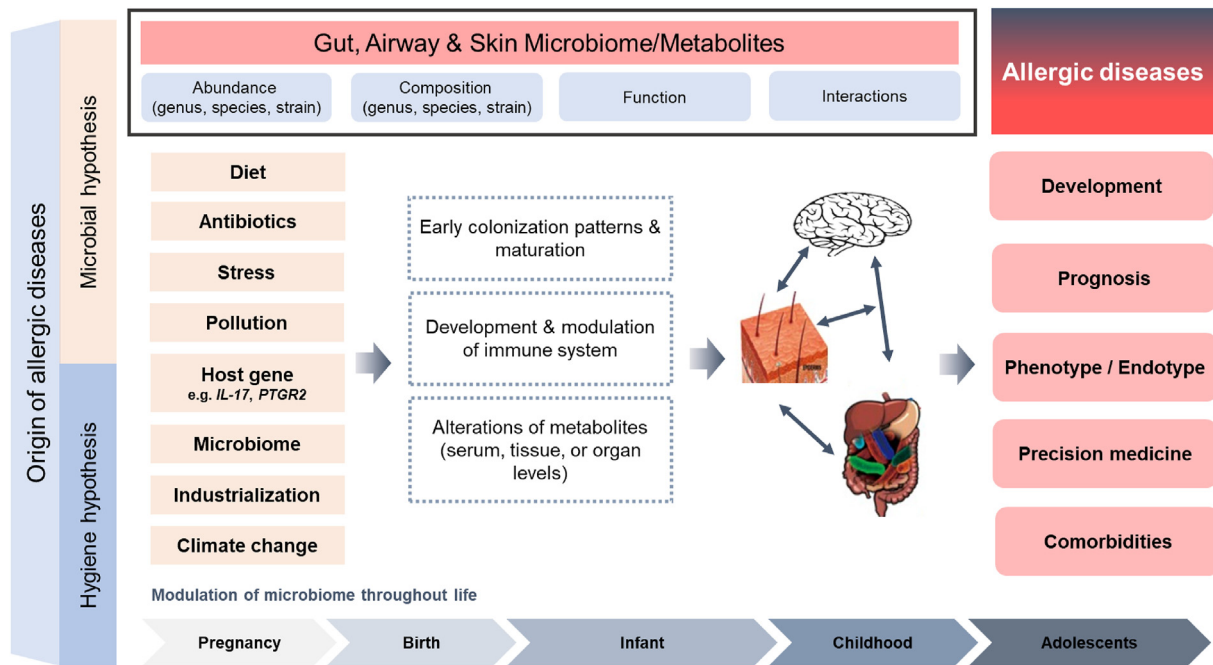 Origin of allergic diseases
Microbial hypothesis
Hygiene hypothesis
Gut, Airway & Skin Microbiome/Metabolites
Abundance
(genus, species, strain)
Composition
(genus, species, strain)
Function
Interactions
Allergic diseases
Diet
Antibiotics
Stress
Pollution
Host gene
e.g. IL-17, PTGR2
Microbiome
Industrialization
Climate change
Early colonization patterns &
maturation
Development & modulation
of immune system
Alterations of metabolites
(serum, tissue, or organ
levels)
Development
Prognosis
Phenotype / Endotype
Precision medicine
Comorbidities
Modulation of microbiome throughout life
Pregnancy
Birth
Infant
Childhood
Adolescents